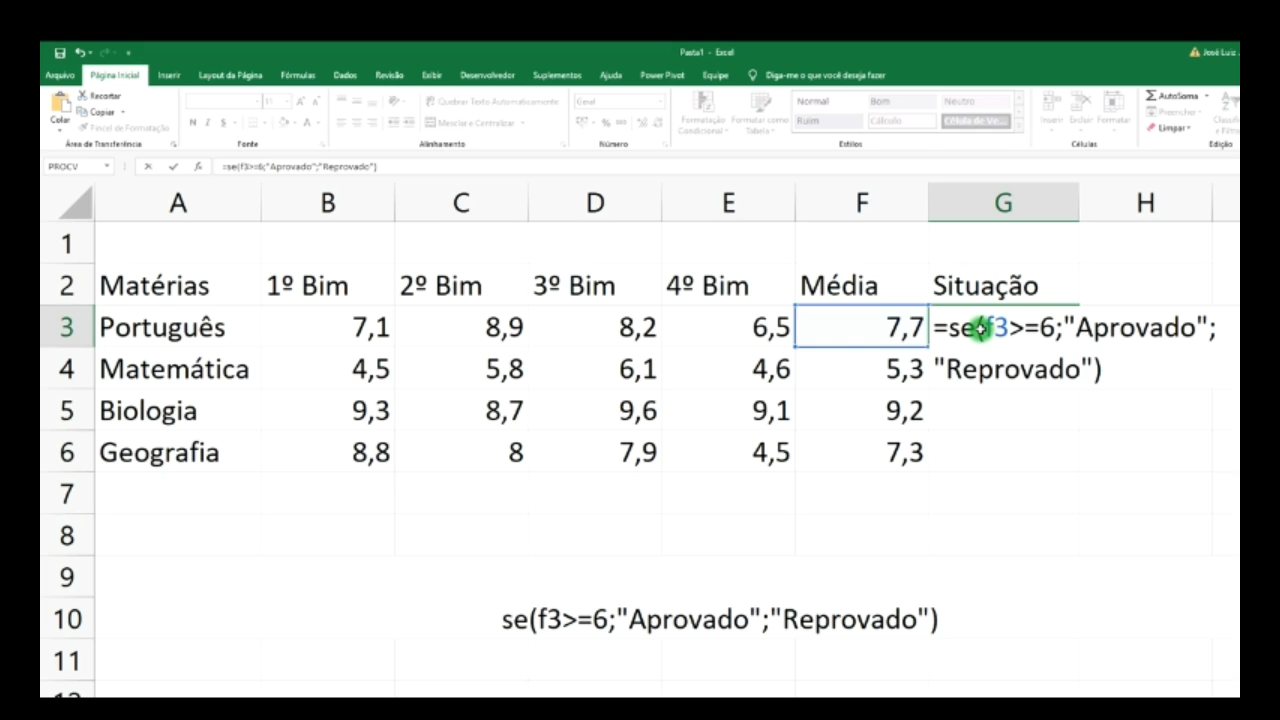 Pasta1 - Excel
José Luiz
Arquivo Página Inicial Inserir Layout da Página Fórmulas Dados Revisão Exibir Desenvolvedor Suplementos Ajuda Power Pivot Equipe Diga-me o que você deseja fazer
Colar Recortar
Copiar
Pincel de Formatação
Área de Transferência
11
N I S
Fonte
Quebrar Texto Automaticamente
Mesclar e Centralizar
Alinhamento
Geral
Número
Formatação Condicional Formatar como Tabela
Normal Bom Neutro
Ruim Cálculo Célula de Ve...
Estilos
Inserir Excluir Formatar
Células
AutoSoma
Preencher
Limpar
Edição
PROCV =se(f3>=6;"Aprovado";"Reprovado")
A B C D E F G H
1
2 Matérias 1º Bim 2º Bim 3º Bim 4º Bim Média Situação
3 Português 7,1 8,9 8,2 6,5 7,7 =se(f3>=6;"Aprovado";
4 Matemática 4,5 5,8 6,1 4,6 5,3 "Reprovado")
5 Biologia 9,3 8,7 9,6 9,1 9,2
6 Geografia 8,8 8 7,9 4,5 7,3
7
8
9
10 se(f3>=6;"Aprovado";"Reprovado")
11